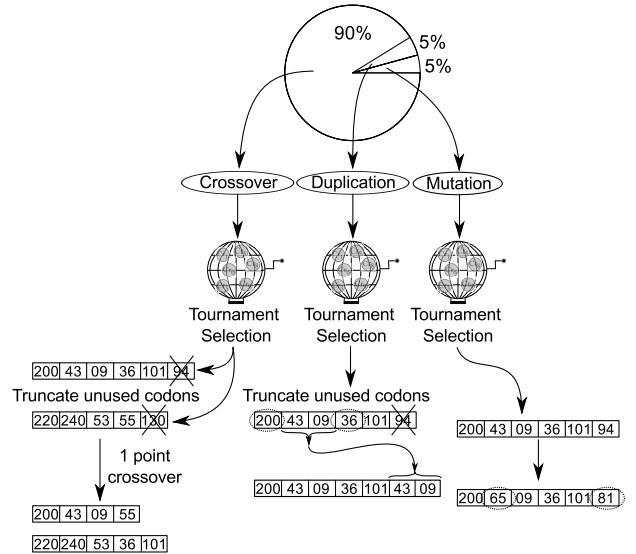 90%
5%
5%
Crossover
Duplication
Mutation
Tournament
Selection
Tournament
Selection
Tournament
Selection
200 43 09 36 101 94
Truncate unused codons
220 240 53 55 130
1 point
crossover
200 43 09 55
220 240 53 36 101
Truncate unused codons
200 43 09 36 101 94
200 43 09 36 101 43 09
200 43 09 36 101 94
200 65 09 36 101 81